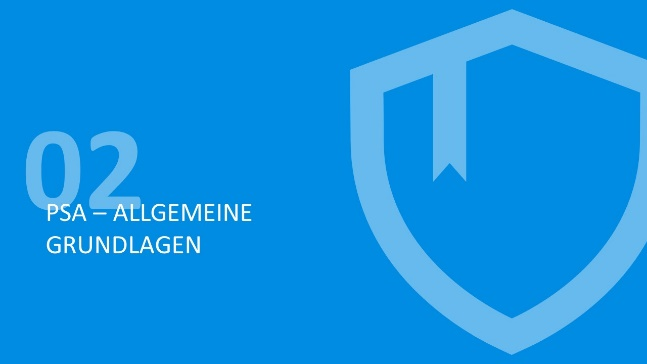 02
PSA – ALLGEMEINE
GRUNDLAGEN